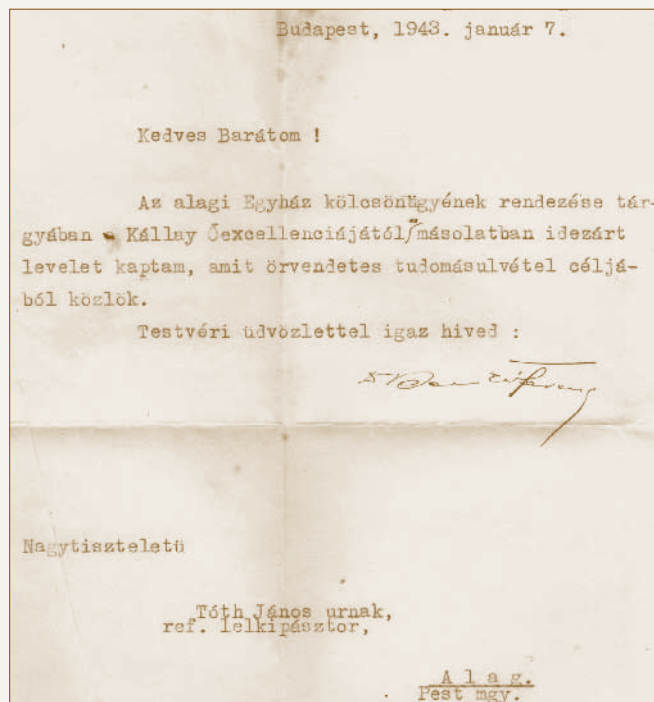 Budapest, 1943. január 7.
Kedves Barátom !
Az alagi Egyház kölcsönügyének rendezése tár-
gyában - Kállay Őexcellenciájától másolatban idezárt
levelet kaptam, amit örvendetes tudomásulvétel céljá-
ból közlök.
Testvéri üdvözlettel igaz hived :
Nagytiszteletü
Tóth János urnak,
ref. lelkipásztor,
A l a g.
Pest mgy.